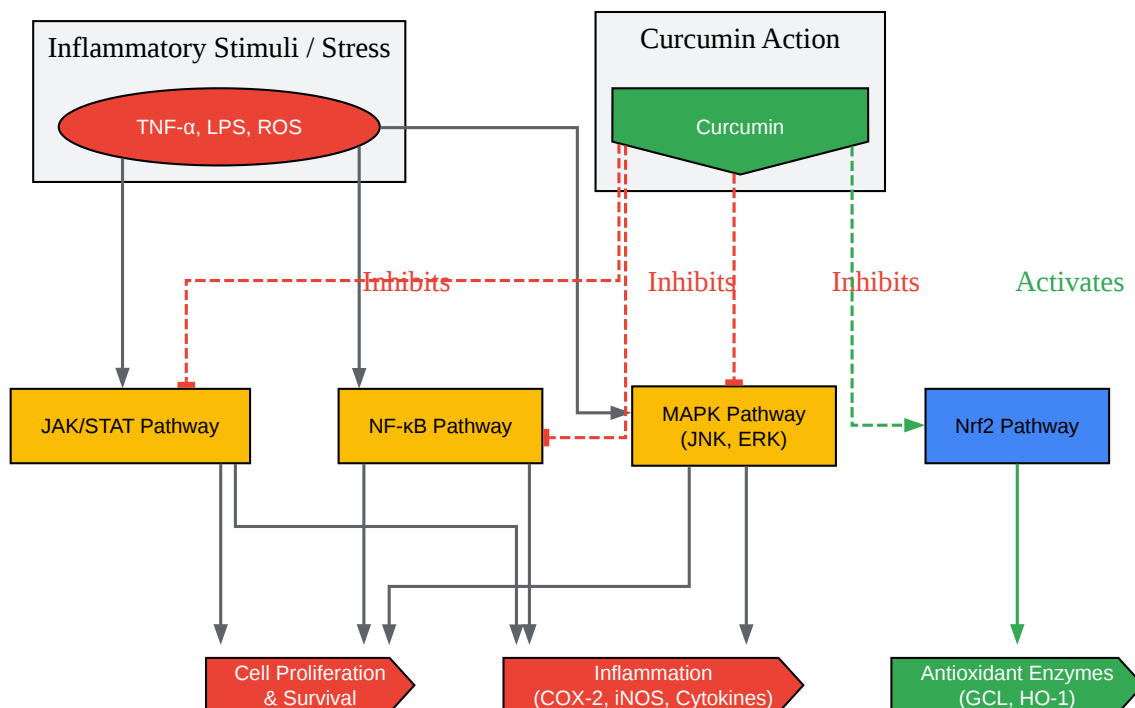 Inflammatory Stimuli / Stress
Curcumin Action
TNF-α, LPS, ROS
Curcumin
Inhibits
Inhibits
Inhibits
Activates
JAK/STAT Pathway
NF-κB Pathway
MAPK Pathway
(JNK, ERK)
Nrf2 Pathway
Cell Proliferation
& Survival
Inflammation
(COX-2, iNOS, Cytokines)
Antioxidant Enzymes
(GCL, HO-1)